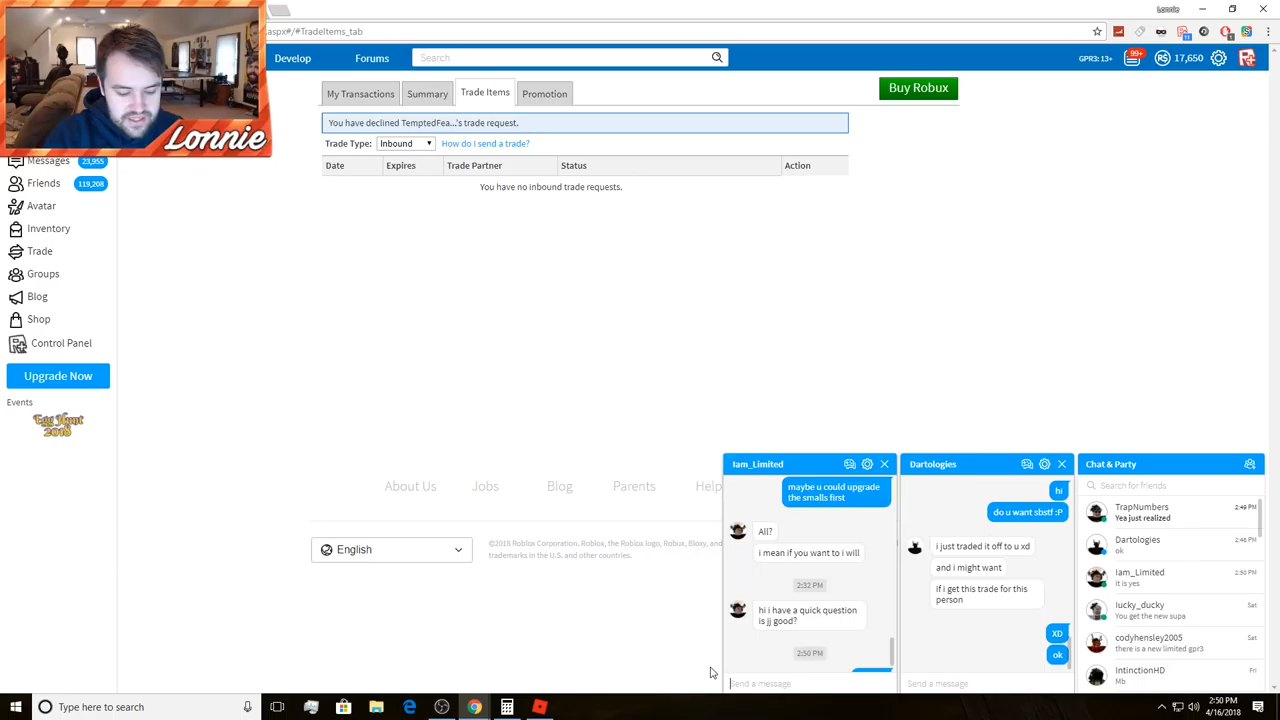 Lonnie
.aspx#/#TradeItems_tab
Develop
Forums
Search
GPR3: 13+
99+
R$ 17,650
Lonnie
My Transactions
Summary
Trade Items
Promotion
Buy Robux
You have declined TemptedFea...'s trade request.
Trade Type:
Inbound
How do I send a trade?
Date
Expires
Trade Partner
Status
Action
You have no inbound trade requests.
Messages 23,955
Friends 119,208
Avatar
Inventory
Trade
Groups
Blog
Shop
Control Panel
Upgrade Now
Events
Egg Hunt
2018
About Us
Jobs
Blog
Parents
Help
English
©2018 Roblox Corporation. Roblox, the Roblox logo, Robux, Bloxy, and
trademarks in the U.S. and other countries.
Iam_Limited
maybe u could upgrade
the smalls first
All?
i mean if you want to i will
2:32 PM
hi i have a quick question
is jj good?
2:50 PM
Send a message
Dartologies
hi
do u want sbstf :P
i just traded it off to u xd
and i might want
if i get this trade for this
person
XD
ok
Send a message
Chat & Party
Search for friends
TrapNumbers 2:49 PM
Yea just realized
Dartologies 2:48 PM
ok
Iam_Limited 2:50 PM
it is yes
lucky_ducky Sat
You get the new supa
codyhensley2005 Sat
there is a new limited gpr3
IntinctionHD Fri
Mb
Type here to search
2:50 PM
4/16/2018